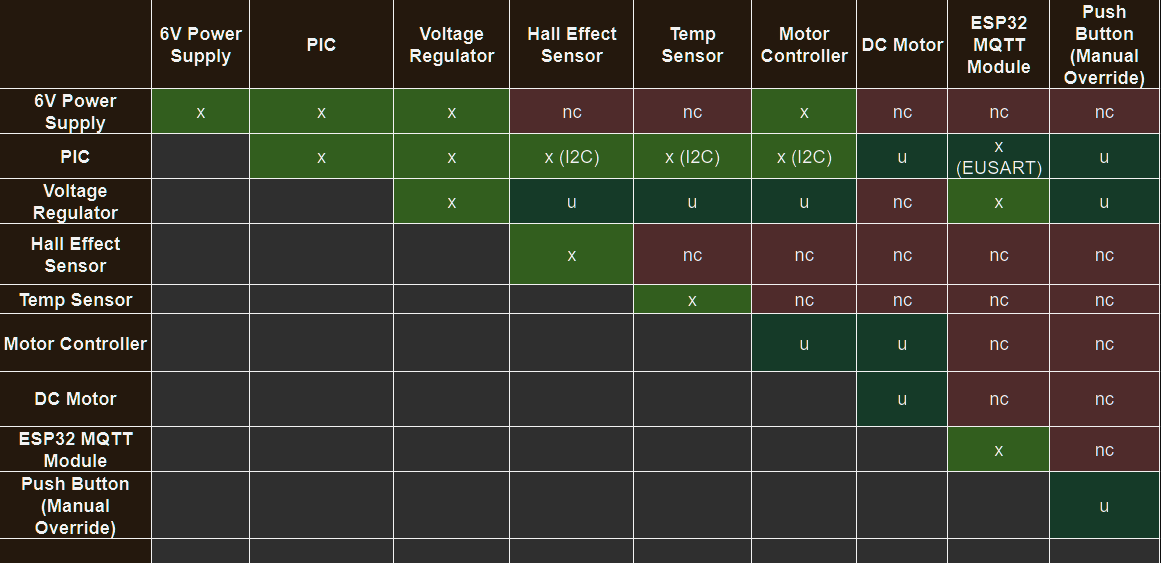 6V Power Supply PIC Voltage Regulator Hall Effect Sensor Temp Sensor Motor Controller DC Motor ESP32 MQTT Module Push Button (Manual Override)
6V Power Supply x x x nc nc x nc nc nc
PIC x x x (I2C) x (I2C) x (I2C) u x (EUSART) u
Voltage Regulator x u u u nc x u
Hall Effect Sensor x nc nc nc nc nc
Temp Sensor x nc nc nc nc
Motor Controller u u nc nc
DC Motor u nc nc
ESP32 MQTT Module x nc
Push Button (Manual Override) u